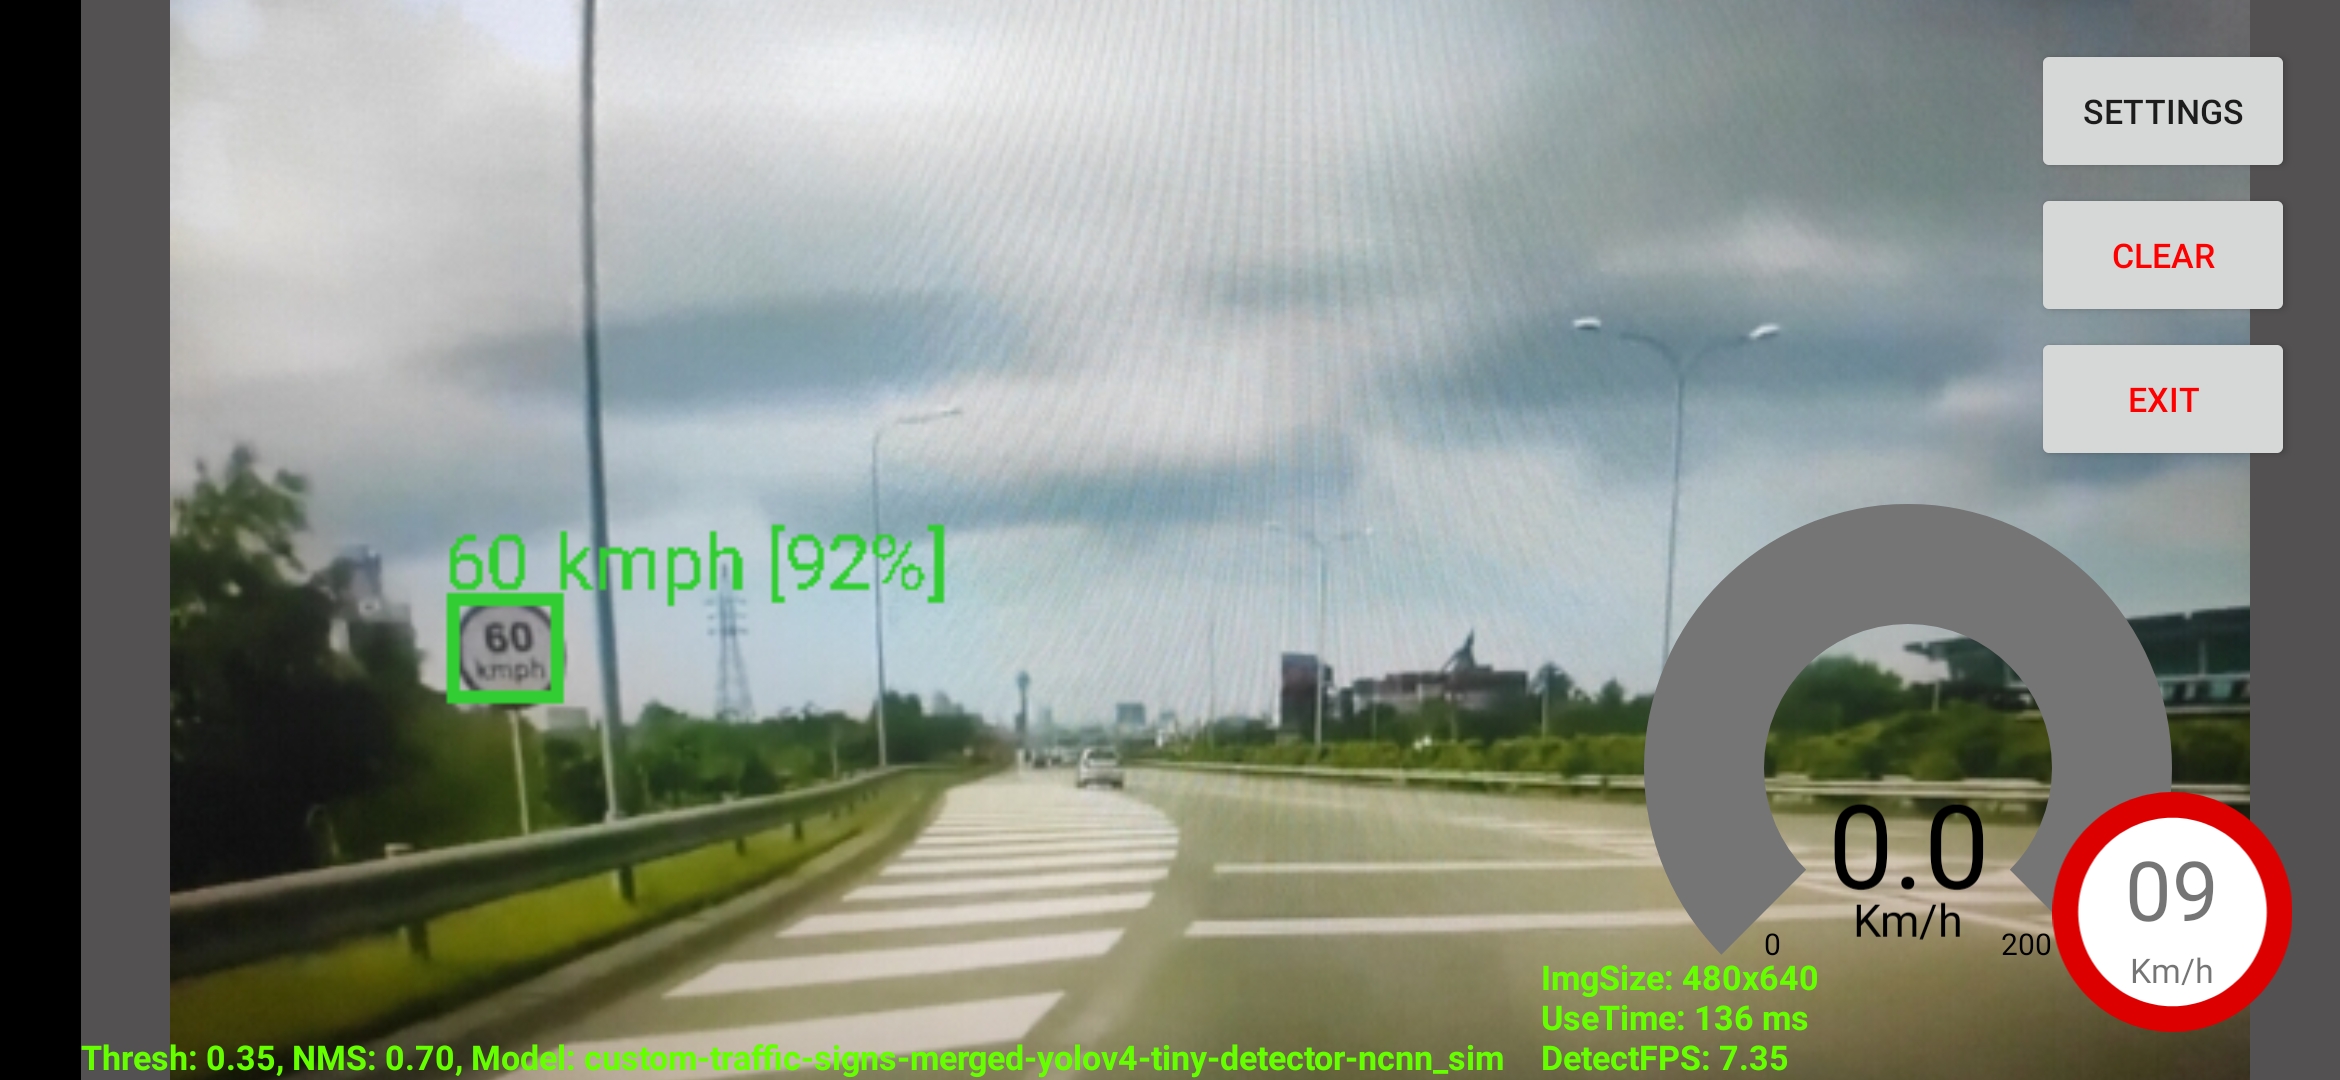 SETTINGS
CLEAR
EXIT
60 kmph [92%]
60
kmph
0.0
Km/h
0
200
09
Km/h
ImgSize: 480x640
UseTime: 136 ms
DetectFPS: 7.35
Thresh: 0.35, NMS: 0.70, Model: custom-traffic-signs-merged-yolov4-tiny-detector-ncnn_sim